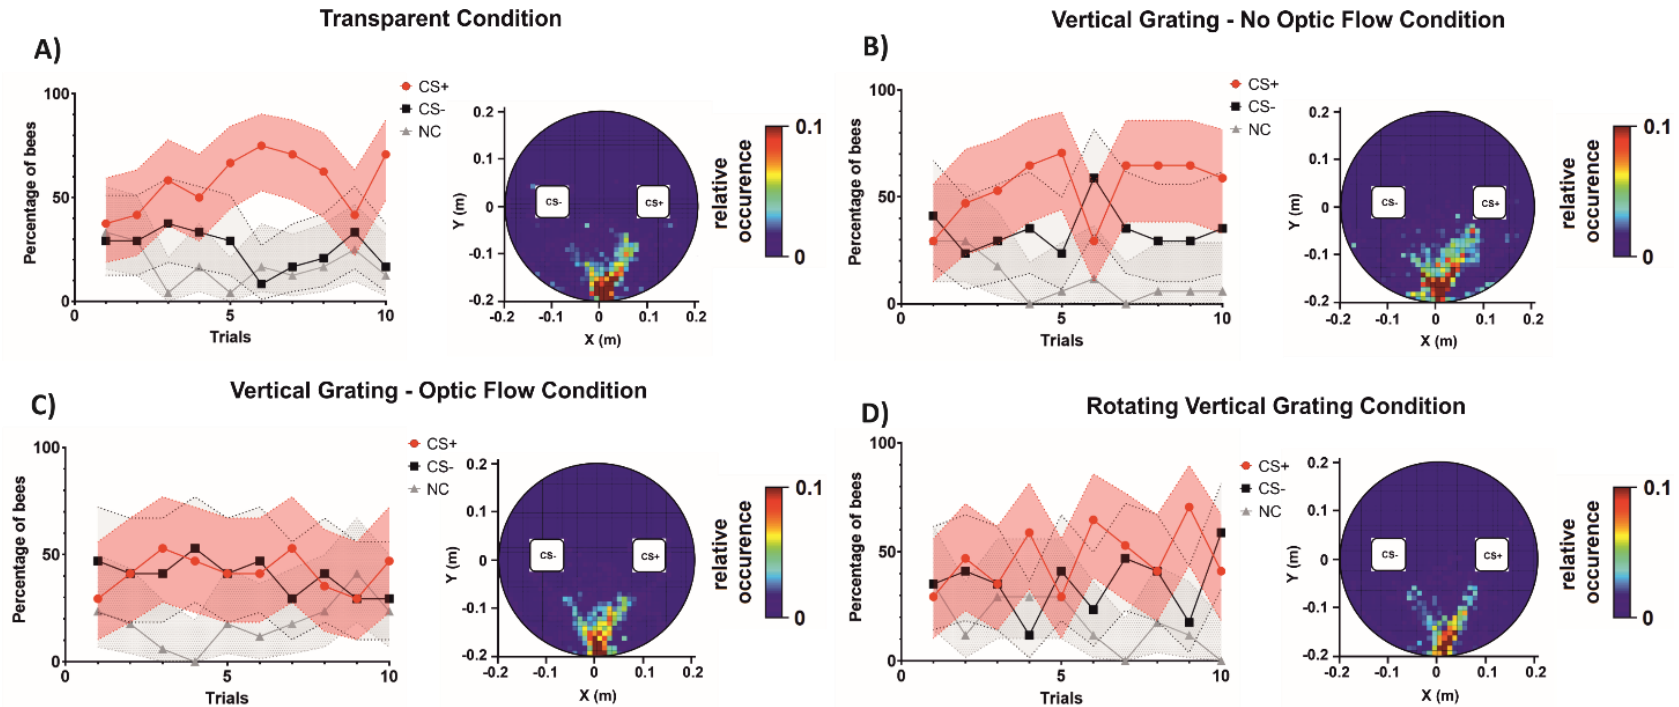 Transparent Condition
A)
CS+
CS-
NC
Percentage of bees
100
50
0
0
5
10
Trials
Y (m)
0.2
0.1
0
-0.1
-0.2
CS-
CS+
-0.2
-0.1
0
0.1
0.2
X (m)
relative
occurence
0.1
0
Vertical Grating - No Optic Flow Condition
B)
CS+
CS-
NC
Percentage of bees
100
50
0
0
5
10
Trials
Y (m)
0.2
0.1
0
-0.1
-0.2
CS-
CS+
-0.2
-0.1
0
0.1
0.2
X (m)
relative
occurence
0.1
0
Vertical Grating - Optic Flow Condition
C)
CS+
CS-
NC
Percentage of bees
100
50
0
0
5
10
Trials
Y (m)
0.2
0.1
0
-0.1
-0.2
CS-
CS+
-0.2
-0.1
0
0.1
0.2
X (m)
relative
occurence
0.1
0
Rotating Vertical Grating Condition
D)
CS+
CS-
NC
Percentage of bees
100
50
0
0
5
10
Trials
Y (m)
0.2
0.1
0
-0.1
-0.2
CS-
CS+
-0.2
-0.1
0
0.1
0.2
X (m)
relative
occurence
0.1
0